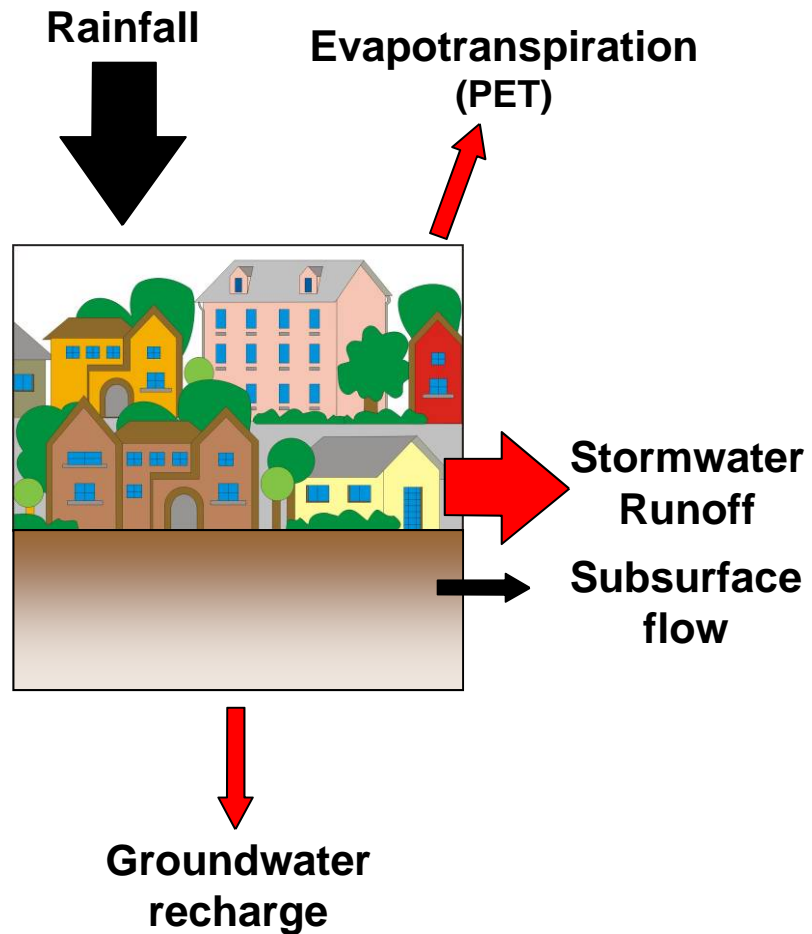 Rainfall
Evapotranspiration
(PET)
Stormwater
Runoff
Subsurface
flow
Groundwater
recharge